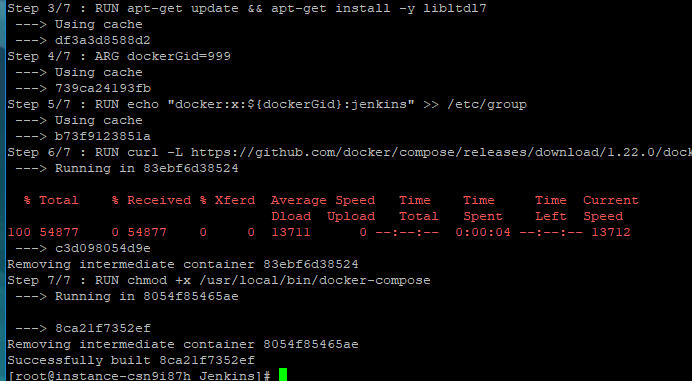 Step 3/7 : RUN apt-get update && apt-get install -y libltdl7
 ---> Using cache
 ---> df3a3d8588d2
Step 4/7 : ARG dockerGid=999
 ---> Using cache
 ---> 739ca24193fb
Step 5/7 : RUN echo "docker:x:${dockerGid}:jenkins" >> /etc/group
 ---> Using cache
 ---> b73f9123851a
Step 6/7 : RUN curl -L https://github.com/docker/compose/releases/download/1.22.0/dock
 ---> Running in 83ebf6d38524
  % Total    % Received % Xferd  Average Speed   Time    Time     Time  Current
                                 Dload  Upload   Total   Spent    Left  Speed
100 54877    0 54877    0     0  13711      0 --:--:--  0:00:04 --:--:-- 13712
 ---> c3d098054d9e
Removing intermediate container 83ebf6d38524
Step 7/7 : RUN chmod +x /usr/local/bin/docker-compose
 ---> Running in 8054f85465ae
 ---> 8ca21f7352ef
Removing intermediate container 8054f85465ae
Successfully built 8ca21f7352ef
[root@instance-csn9i87h Jenkins]#